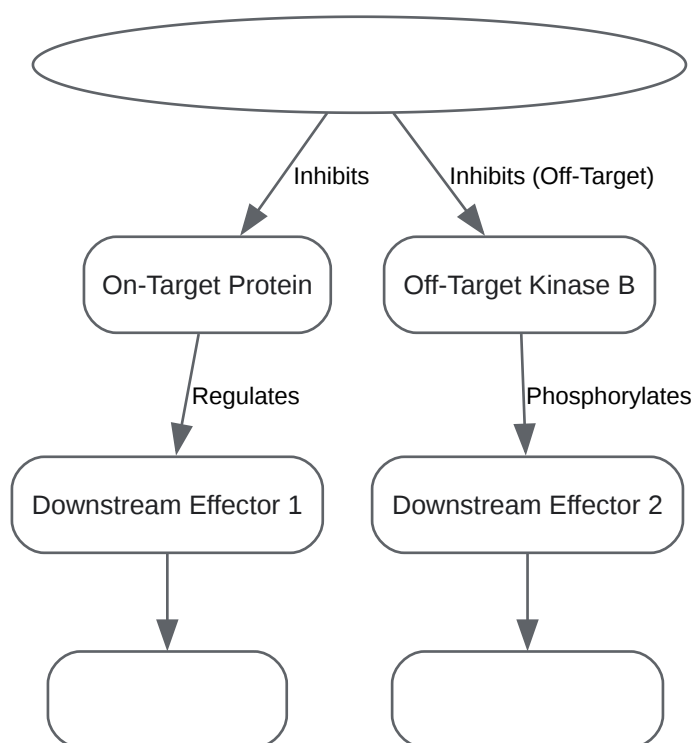 Inhibits
Inhibits (Off-Target)
On-Target Protein
Off-Target Kinase B
Regulates
Phosphorylates
Downstream Effector 1
Downstream Effector 2